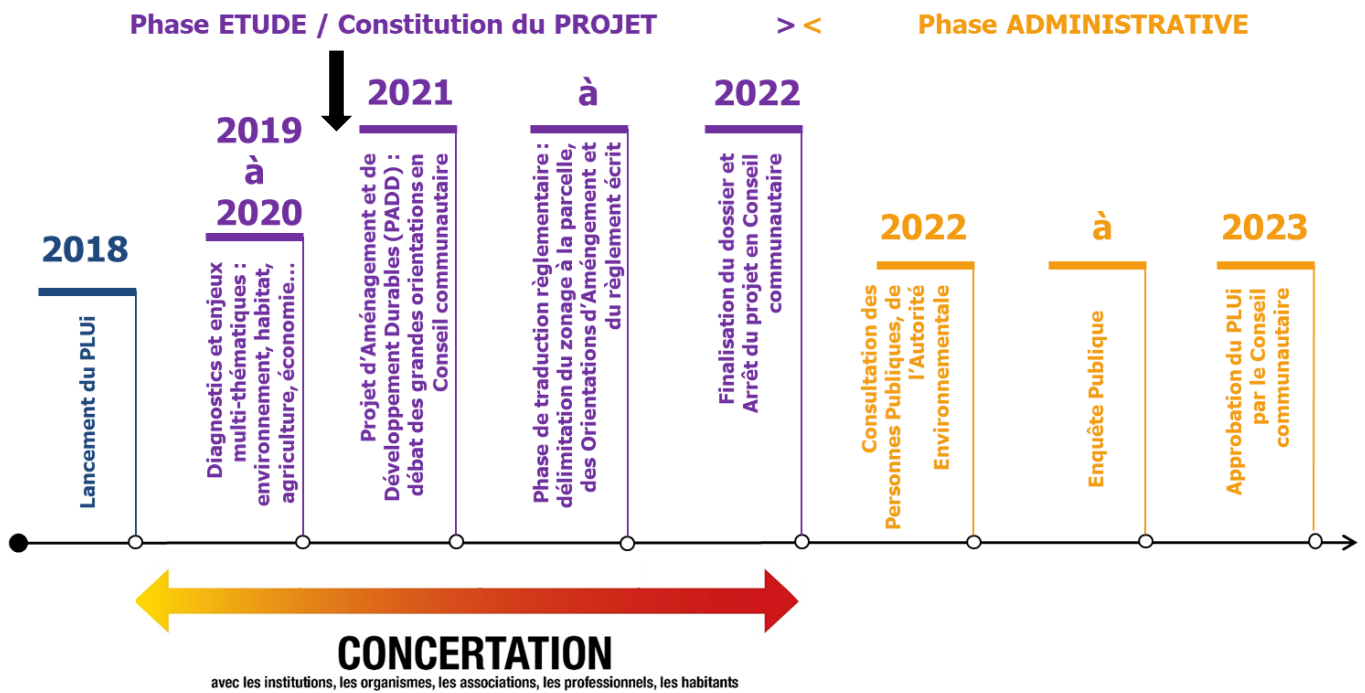 Phase ETUDE / Constitution du PROJET > < Phase ADMINISTRATIVE
2018
Lancement du PLUi
2019
à
2020
Diagnostics et enjeux
multi-thématiques :
environnement, habitat,
agriculture, économie...
2021
Projet d'Aménagement et de
Développement Durables (PADD) :
débat des grandes orientations en
Conseil communautaire
à
Phase de traduction règlementaire :
délimitation du zonage à la parcelle,
des Orientations d'Améngement et
du règlement écrit
2022
Finalisation du dossier et
Arrêt du projet en Conseil
communautaire
2022
Consultation des
Personnes Publiques, de
l'Autorité
Environnementale
à
Enquête Publique
2023
Approbation du PLUi
par le Conseil
communautaire
CONCERTATION
avec les institutions, les organismes, les associations, les professionnels, les habitants